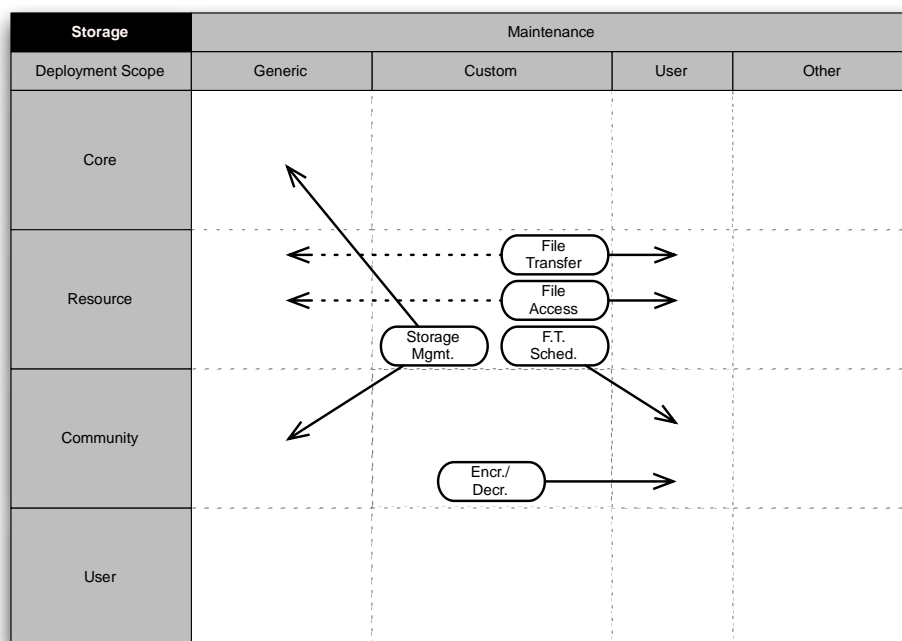 Storage
Maintenance
Deployment Scope
Generic
Custom
User
Other
Core
Resource
File
Transfer
File
Access
Storage
Mgmt.
F.T.
Sched.
Community
Encr./
Decr.
User